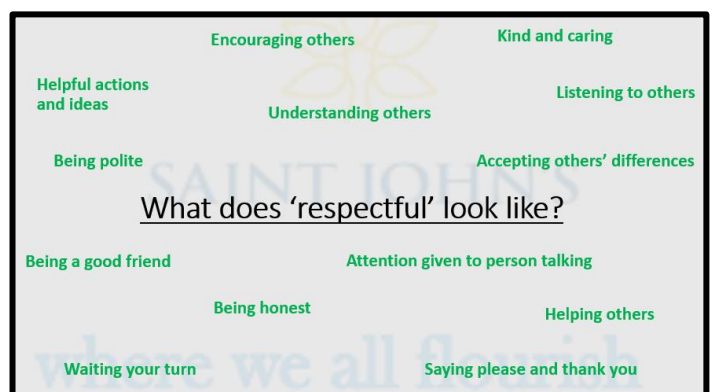 Encouraging others
Kind and caring
Helpful actions
and ideas
Listening to others
Understanding others
Being polite
Accepting others’ differences
SAINT JOHN'S
What does ‘respectful’ look like?
Being a good friend
Attention given to person talking
Being honest
Helping others
where we all flourish
Waiting your turn
Saying please and thank you